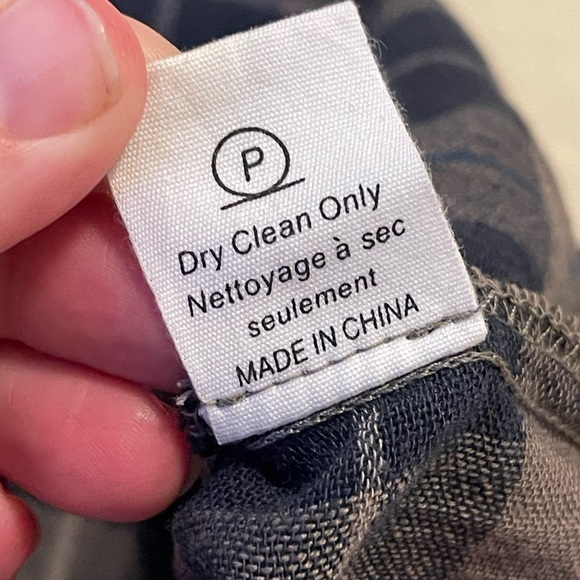 P
Dry Clean Only
Nettoyage à sec
seulement
MADE IN CHINA